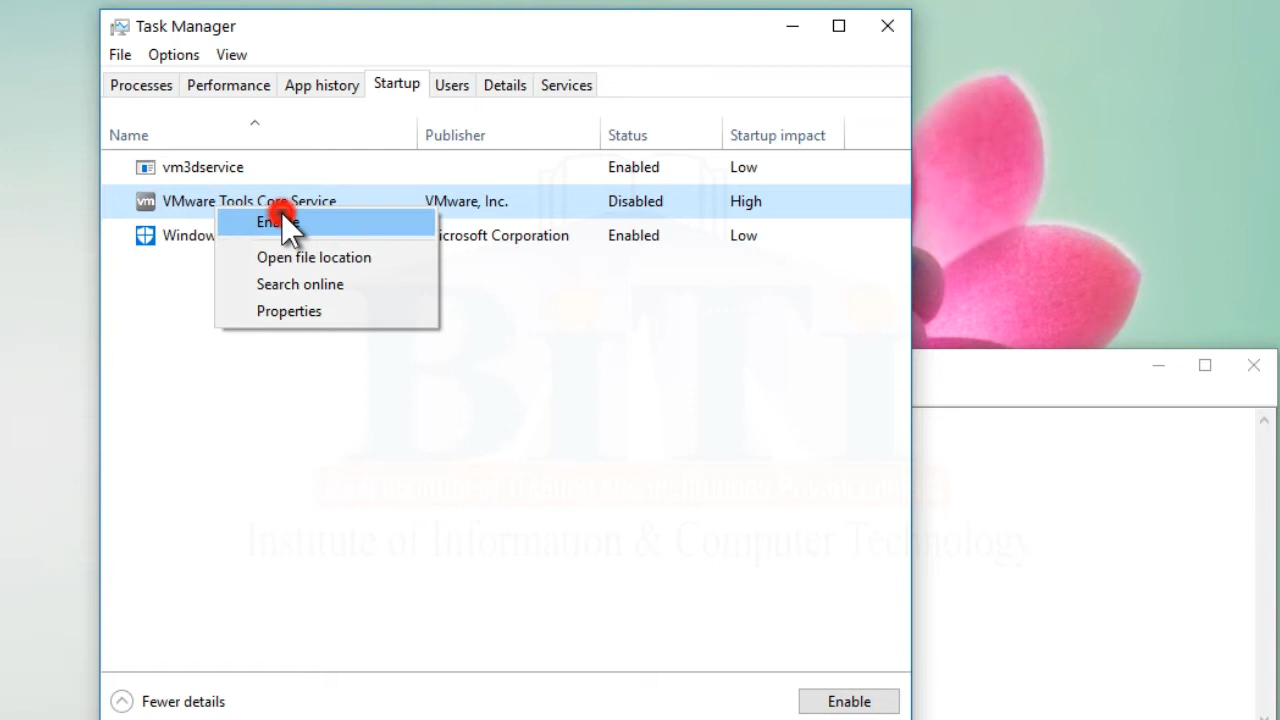 Task Manager
File Options View
Processes Performance App history Startup Users Details Services
Name Publisher Status Startup impact
vm3dservice Enabled Low
vm VMware Tools Core Service VMware, Inc. Disabled High
Window icrosoft Corporation Enabled Low
Enable
Open file location
Search online
Properties
BiTi
Institute of Information & Computer Technology
Fewer details Enable